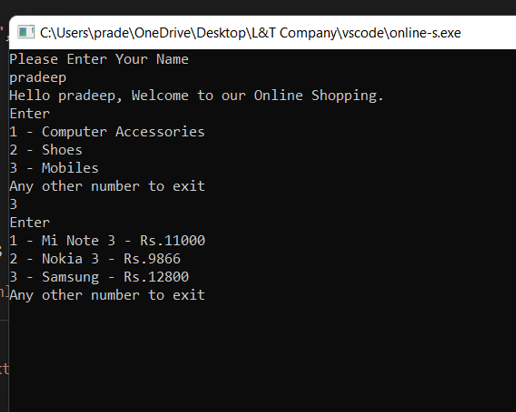 C:\Users\prade\OneDrive\Desktop\L&T Company\vscode\online-s.exe
Please Enter Your Name
pradeep
Hello pradeep, Welcome to our Online Shopping.
Enter
1 - Computer Accessories
2 - Shoes
3 - Mobiles
Any other number to exit
3
Enter
1 - Mi Note 3 - Rs.11000
2 - Nokia 3 - Rs.9866
3 - Samsung - Rs.12800
Any other number to exit